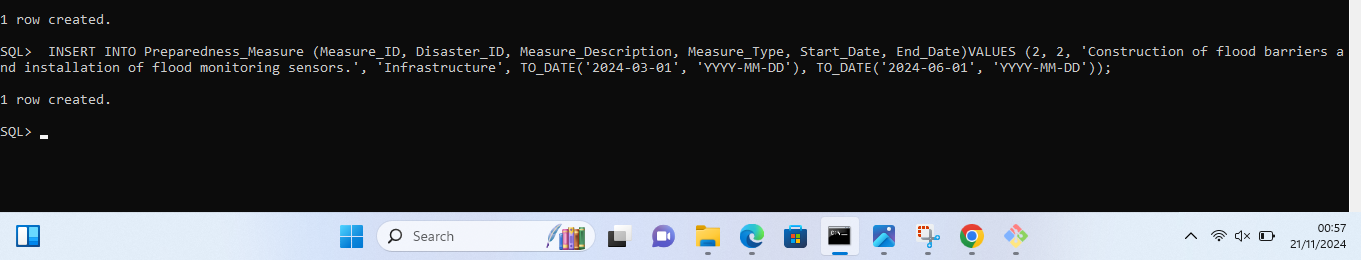 1 row created.
SQL>  INSERT INTO Preparedness_Measure (Measure_ID, Disaster_ID, Measure_Description, Measure_Type, Start_Date, End_Date)VALUES (2, 2, 'Construction of flood barriers a
nd installation of flood monitoring sensors.', 'Infrastructure', TO_DATE('2024-03-01', 'YYYY-MM-DD'), TO_DATE('2024-06-01', 'YYYY-MM-DD'));
1 row created.
SQL>
Search
00:57
21/11/2024